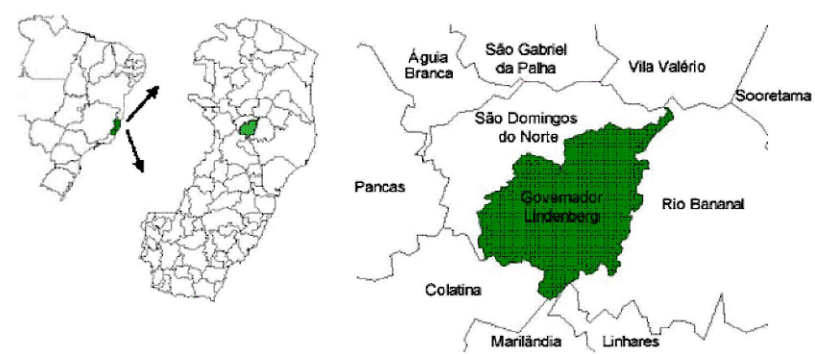 Águia
Branca
São Gabriel
da Palha
Vila Valério
Sooretama
São Domingos
do Norte
Pancas
Governador
Lindenberg
Rio Bananal
Colatina
Marilândia
Linhares